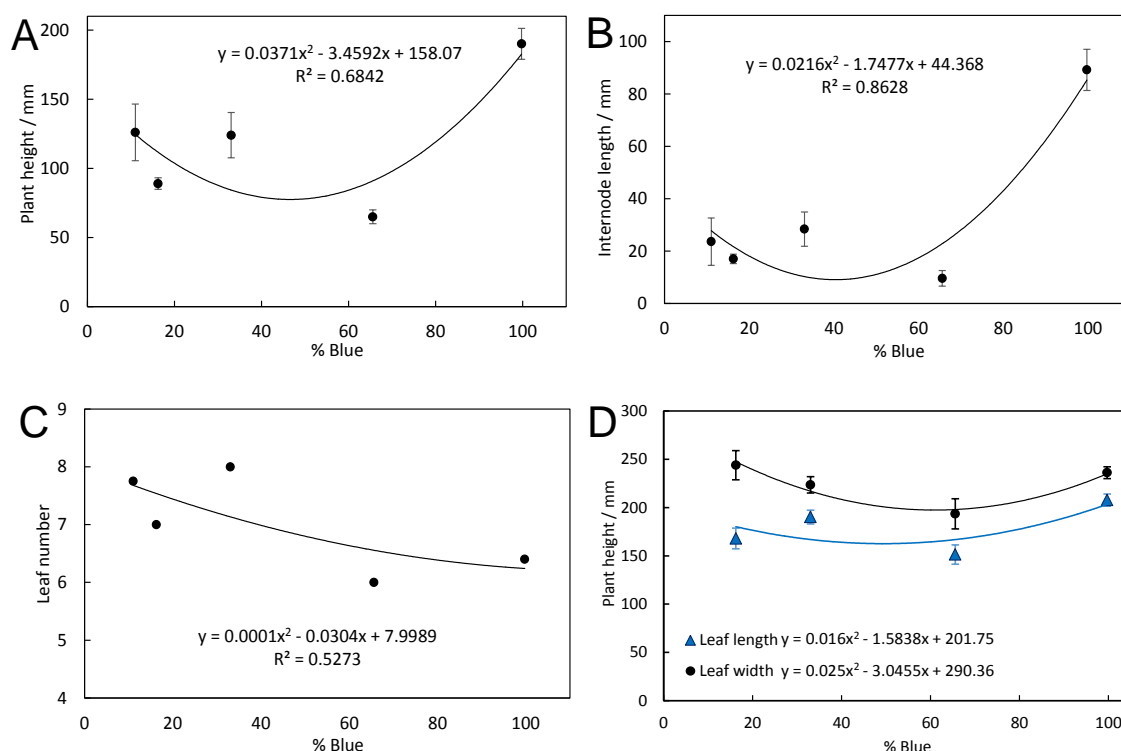 A
y = 0.0371x² - 3.4592x + 158.07
R² = 0.6842
Plant height / mm
200
150
100
50
0
0 20 40 60 80 100
% Blue
B
y = 0.0216x² - 1.7477x + 44.368
R² = 0.8628
Internode length / mm
100
80
60
40
20
0
0 20 40 60 80 100
% Blue
C
Leaf number
9
8
7
6
5
4
y = 0.0001x² - 0.0304x + 7.9989
R² = 0.5273
0 20 40 60 80 100
% Blue
D
Plant height / mm
300
250
200
150
100
50
0
Leaf length y = 0.016x² - 1.5838x + 201.75
Leaf width y = 0.025x² - 3.0455x + 290.36
0 20 40 60 80 100
% Blue